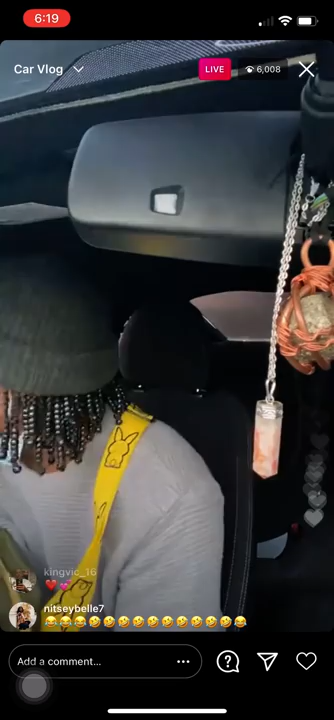 6:19
Car Vlog
LIVE
6,008
kingvic_16
nitseybelle7
Add a comment...